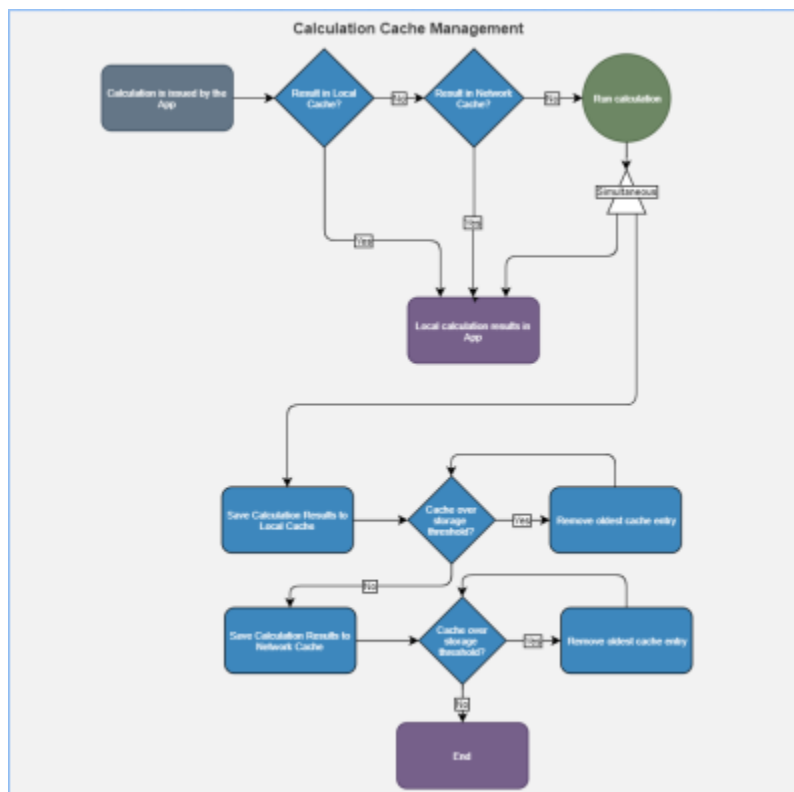 Calculation Cache Management
Calculation is issued by the
App
Result in Local
Cache?
No
Result in Network
Cache?
No
Run calculation
Simultaneous
Yes
Yes
Local calculation results in
App
Save Calculation Results to
Local Cache
Cache over
storage
threshold?
Yes
Remove oldest cache entry
No
Save Calculation Results to
Network Cache
Cache over
storage
threshold?
Yes
Remove oldest cache entry
No
End